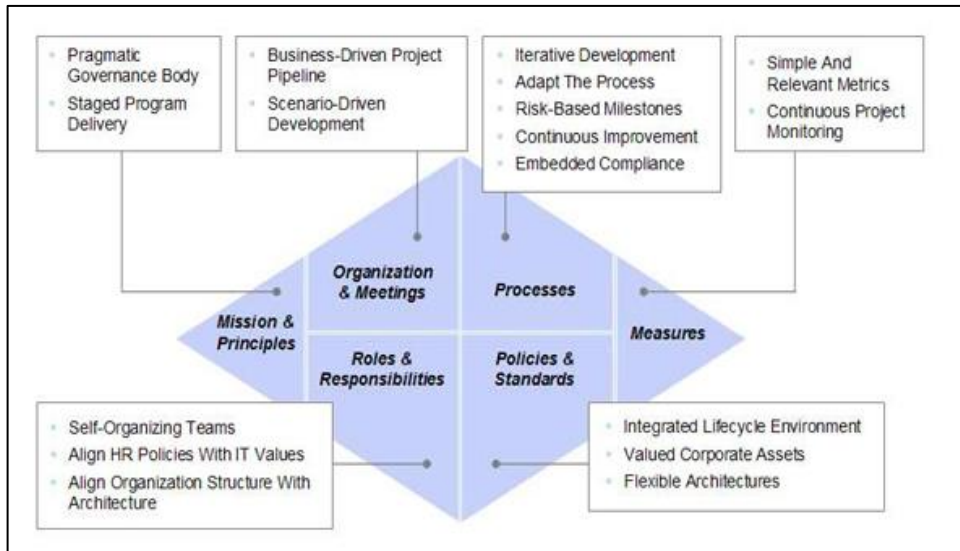 Pragmatic
Governance Body
Staged Program
Delivery
Business-Driven Project
Pipeline
Scenario-Driven
Development
Iterative Development
Adapt The Process
Risk-Based Milestones
Continuous Improvement
Embedded Compliance
Simple And
Relevant Metrics
Continuous Project
Monitoring
Organization
& Meetings
Processes
Mission &
Principles
Measures
Roles &
Responsibilities
Policies &
Standards
Self-Organizing Teams
Align HR Policies With IT Values
Align Organization Structure With
Architecture
Integrated Lifecycle Environment
Valued Corporate Assets
Flexible Architectures